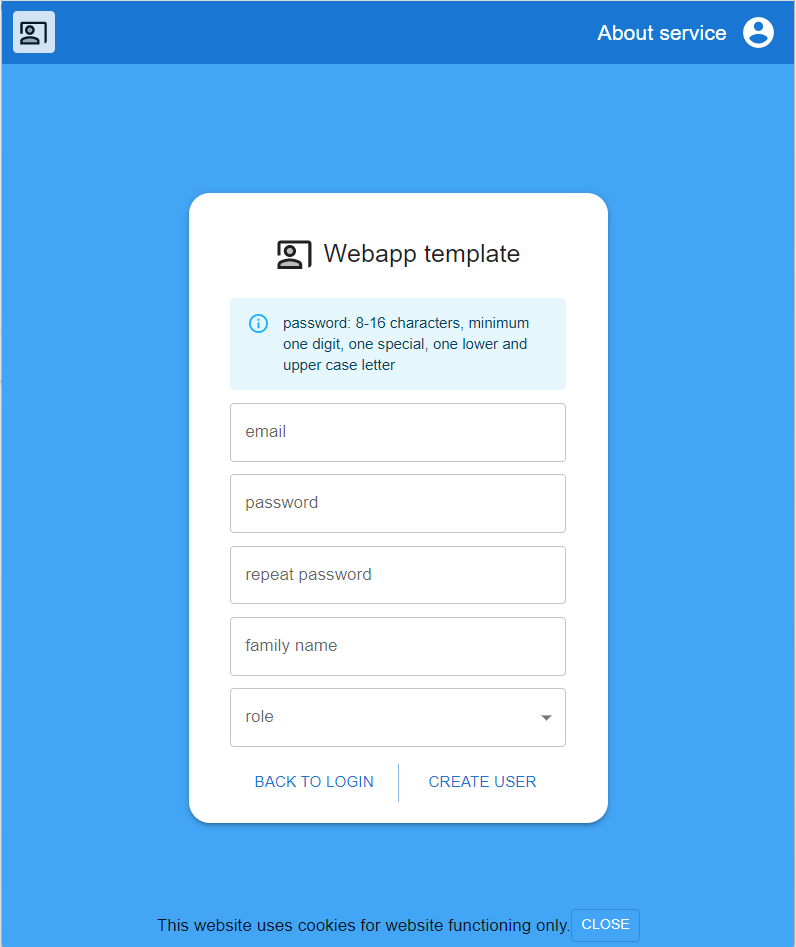 About service
Webapp template
password: 8-16 characters, minimum
one digit, one special, one lower and
upper case letter
email
password
repeat password
family name
role
BACK TO LOGIN
CREATE USER
This website uses cookies for website functioning only.
CLOSE